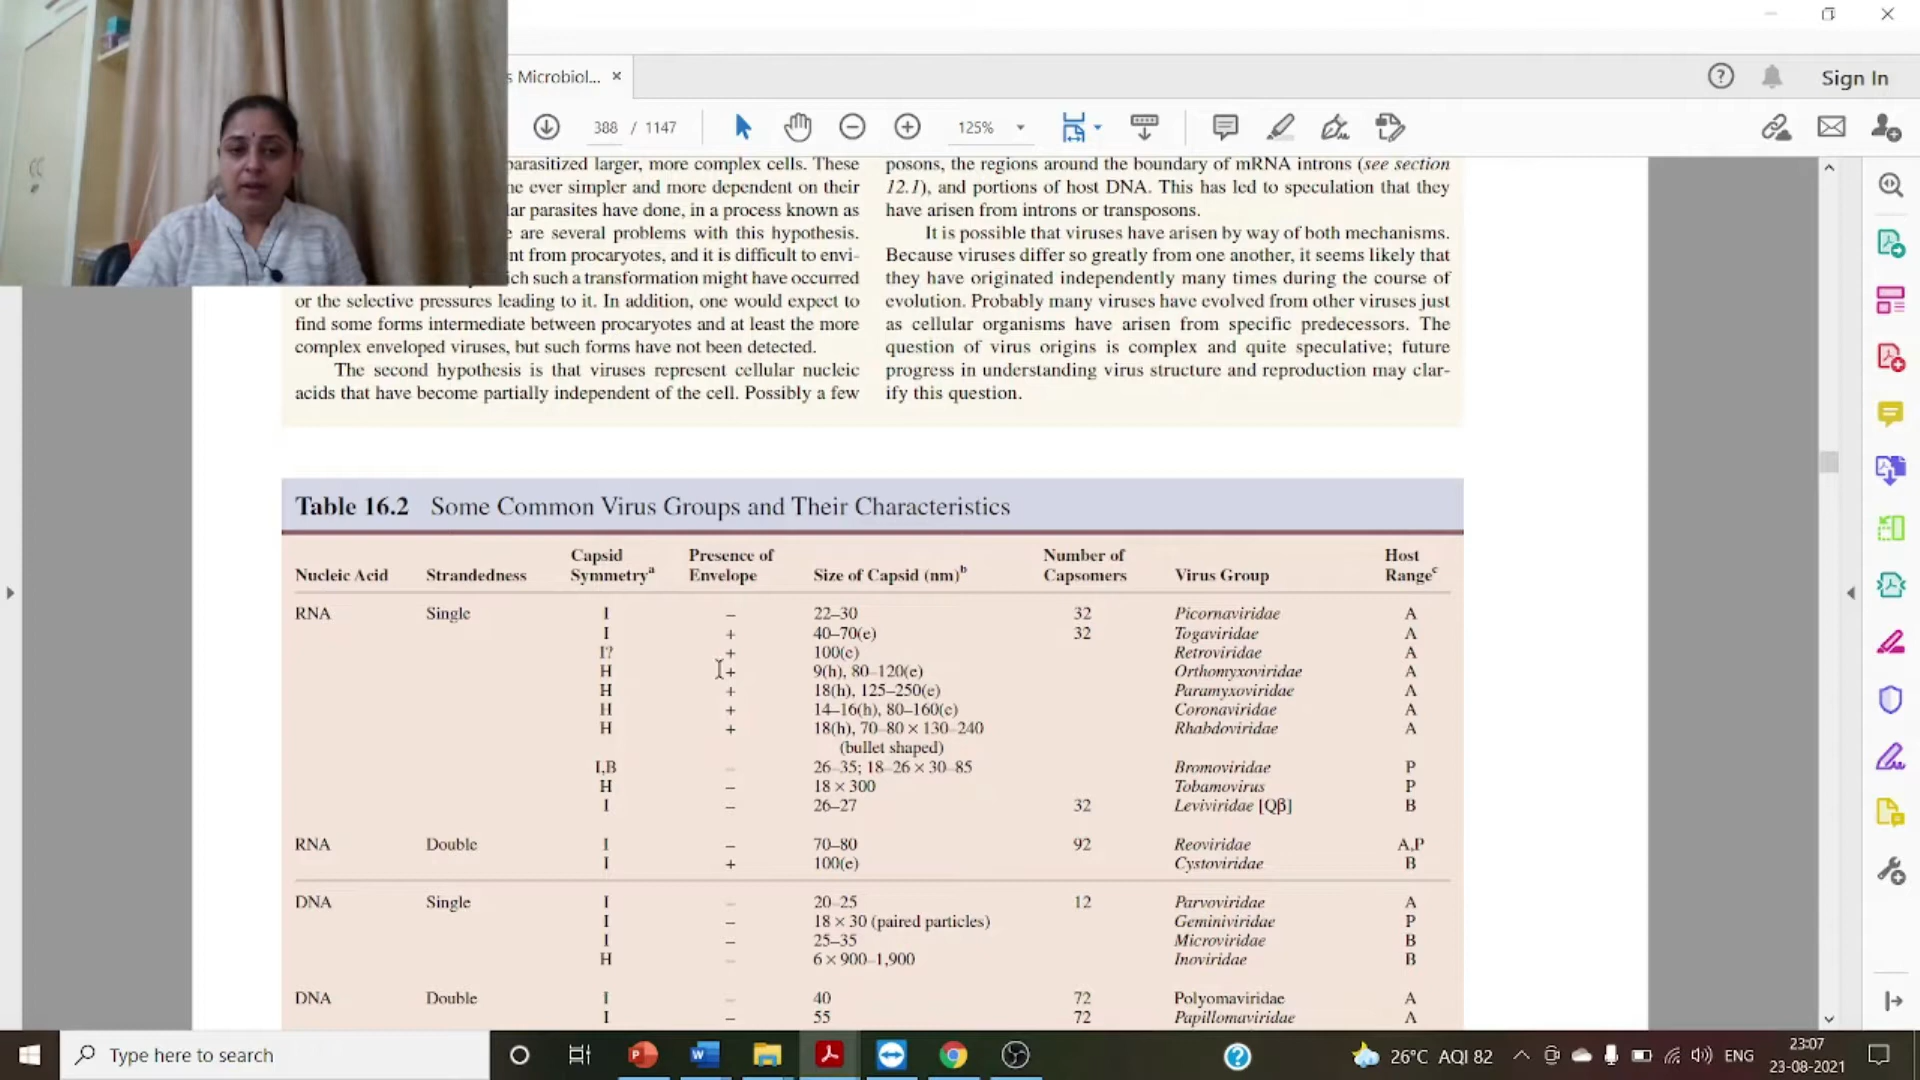 s Microbiol...
Sign In
388 / 1147
125%
parasitized larger, more complex cells. These
e ever simpler and more dependent on their
lar parasites have done, in a process known as
e are several problems with this hypothesis.
nt from procaryotes, and it is difficult to envi-
ich such a transformation might have occurred
or the selective pressures leading to it. In addition, one would expect to
find some forms intermediate between procaryotes and at least the more
complex enveloped viruses, but such forms have not been detected.
The second hypothesis is that viruses represent cellular nucleic
acids that have become partially independent of the cell. Possibly a few
posons, the regions around the boundary of mRNA introns (see section
12.1), and portions of host DNA. This has led to speculation that they
have arisen from introns or transposons.
It is possible that viruses have arisen by way of both mechanisms.
Because viruses differ so greatly from one another, it seems likely that
they have originated independently many times during the course of
evolution. Probably many viruses have evolved from other viruses just
as cellular organisms have arisen from specific predecessors. The
question of virus origins is complex and quite speculative; future
progress in understanding virus structure and reproduction may clar-
ify this question.
Table 16.2 Some Common Virus Groups and Their Characteristics
Capsid Presence of Number of Host
Nucleic Acid Strandedness Symmetryᵃ Envelope Size of Capsid (nm)ᵇ Capsomers Virus Group Rangeᶜ
RNA Single I – 22–30 32 Picornaviridae A
I + 40–70(e) 32 Togaviridae A
I? + 100(e) Retroviridae A
H + 9(h), 80–120(e) Orthomyxoviridae A
H + 18(h), 125–250(e) Paramyxoviridae A
H + 14–16(h), 80–160(e) Coronaviridae A
H + 18(h), 70–80 × 130–240 Rhabdoviridae A
(bullet shaped)
I,B – 26–35; 18–26 × 30–85 Bromoviridae P
H – 18 × 300 Tobamovirus P
I – 26–27 32 Leviviridae [Qβ] B
RNA Double I – 70–80 92 Reoviridae A,P
I + 100(e) Cystoviridae B
DNA Single I – 20–25 12 Parvoviridae A
I – 18 × 30 (paired particles) Geminiviridae P
I – 25–35 Microviridae B
H – 6 × 900–1,900 Inoviridae B
DNA Double I – 40 72 Polyomaviridae A
I – 55 72 Papillomaviridae A
Type here to search
26°C AQI 82
ENG
23:07
23-08-2021